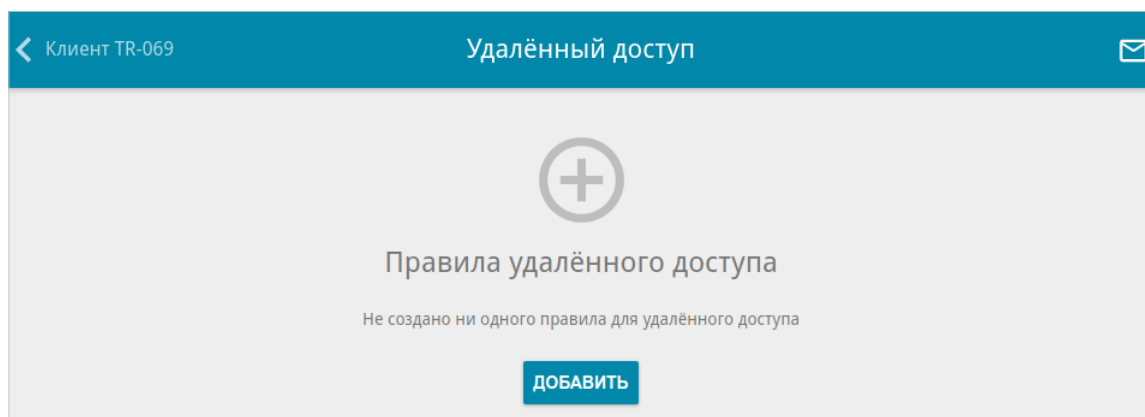 Клиент TR-069
Удалённый доступ
Правила удалённого доступа
Не создано ни одного правила для удалённого доступа
ДОБАВИТЬ